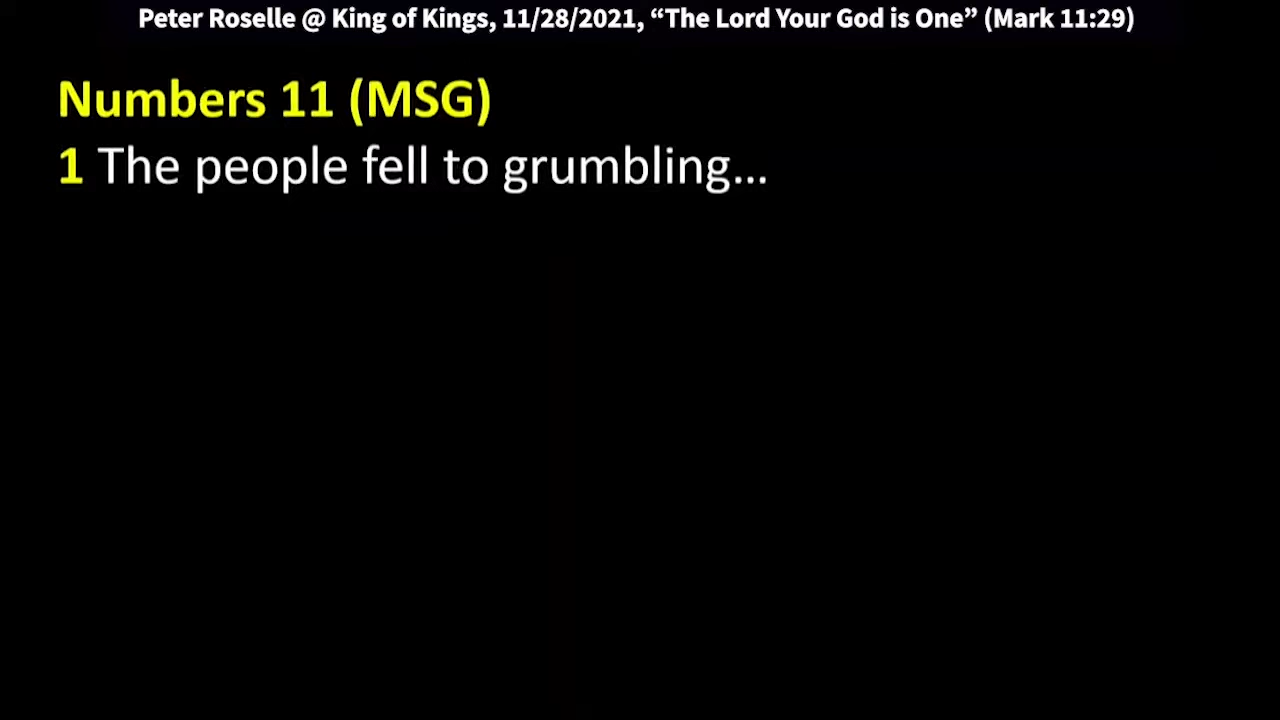 Peter Roselle @ King of Kings, 11/28/2021, “The Lord Your God is One” (Mark 11:29)
Numbers 11 (MSG)
1 The people fell to grumbling…